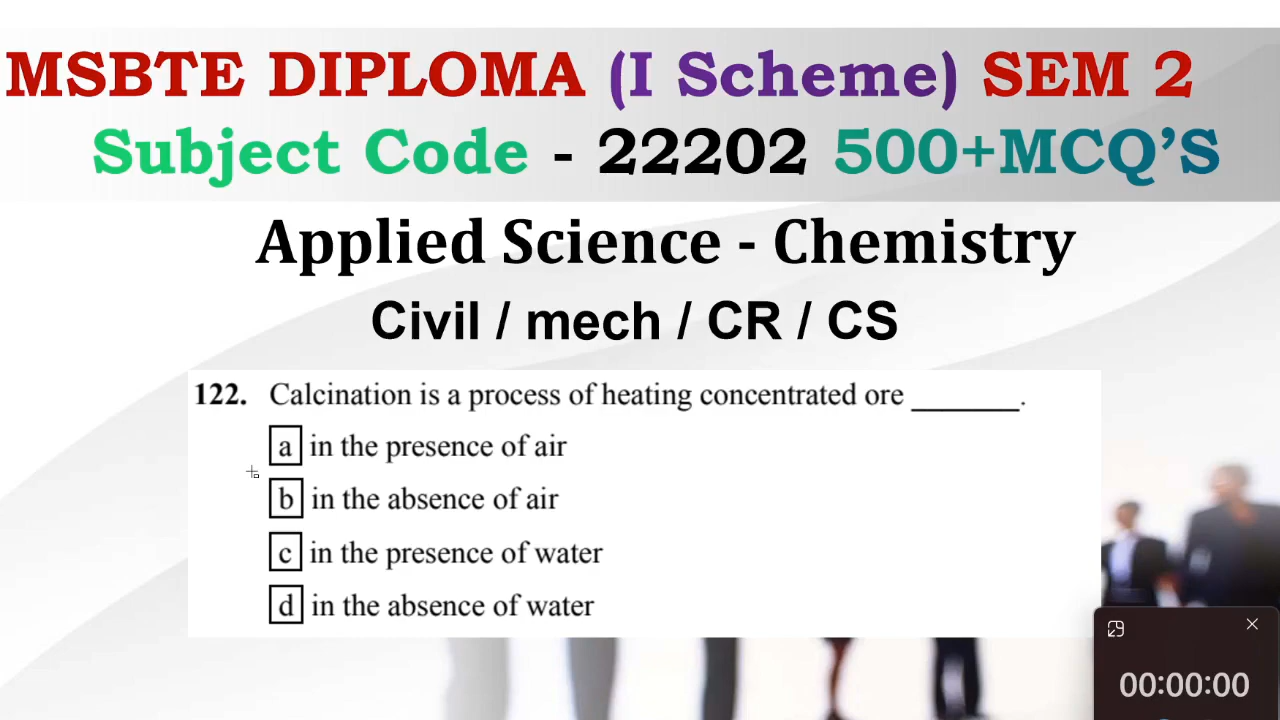 MSBTE DIPLOMA (I Scheme) SEM 2
Subject Code - 22202 500+MCQ’S
Applied Science - Chemistry
Civil / mech / CR / CS
122. Calcination is a process of heating concentrated ore _______.
a in the presence of air
b in the absence of air
c in the presence of water
d in the absence of water
00:00:00